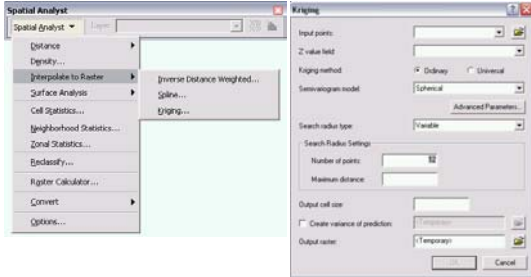 Spatial Analyst
Spatial Analyst
Layer:
Distance
Density...
Interpolate to Raster
Surface Analysis
Cell Statistics...
Neighborhood Statistics...
Zonal Statistics...
Reclassify...
Raster Calculator...
Convert
Options...
Inverse Distance Weighted...
Spline...
Kriging...
Kriging
Input points:
Z value field:
Kriging method: Ordinary Universal
Semivariogram model: Spherical
Advanced Parameters...
Search radius type: Variable
Search Radius Settings
Number of points: 12
Maximum distance:
Output cell size:
Create variance of prediction: <Temporary>
Output raster: <Temporary>
OK Cancel